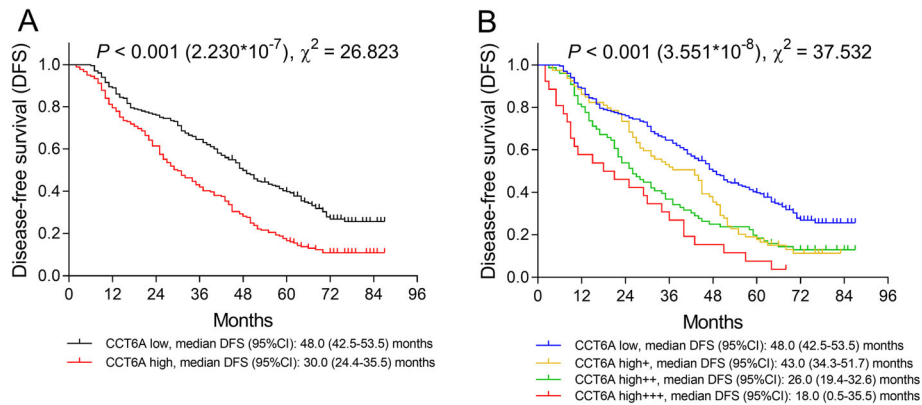 A
P < 0.001 (2.230*10⁻⁷), χ² = 26.823
Disease-free survival (DFS)
1.0
0.8
0.6
0.4
0.2
0.0
0 12 24 36 48 60 72 84 96
Months
CCT6A low, median DFS (95%CI): 48.0 (42.5-53.5) months
CCT6A high, median DFS (95%CI): 30.0 (24.4-35.5) months
B
P < 0.001 (3.551*10⁻⁸), χ² = 37.532
Disease-free survival (DFS)
1.0
0.8
0.6
0.4
0.2
0.0
0 12 24 36 48 60 72 84 96
Months
CCT6A low, median DFS (95%CI): 48.0 (42.5-53.5) months
CCT6A high+, median DFS (95%CI): 43.0 (34.3-51.7) months
CCT6A high++, median DFS (95%CI): 26.0 (19.4-32.6) months
CCT6A high+++, median DFS (95%CI): 18.0 (0.5-35.5) months